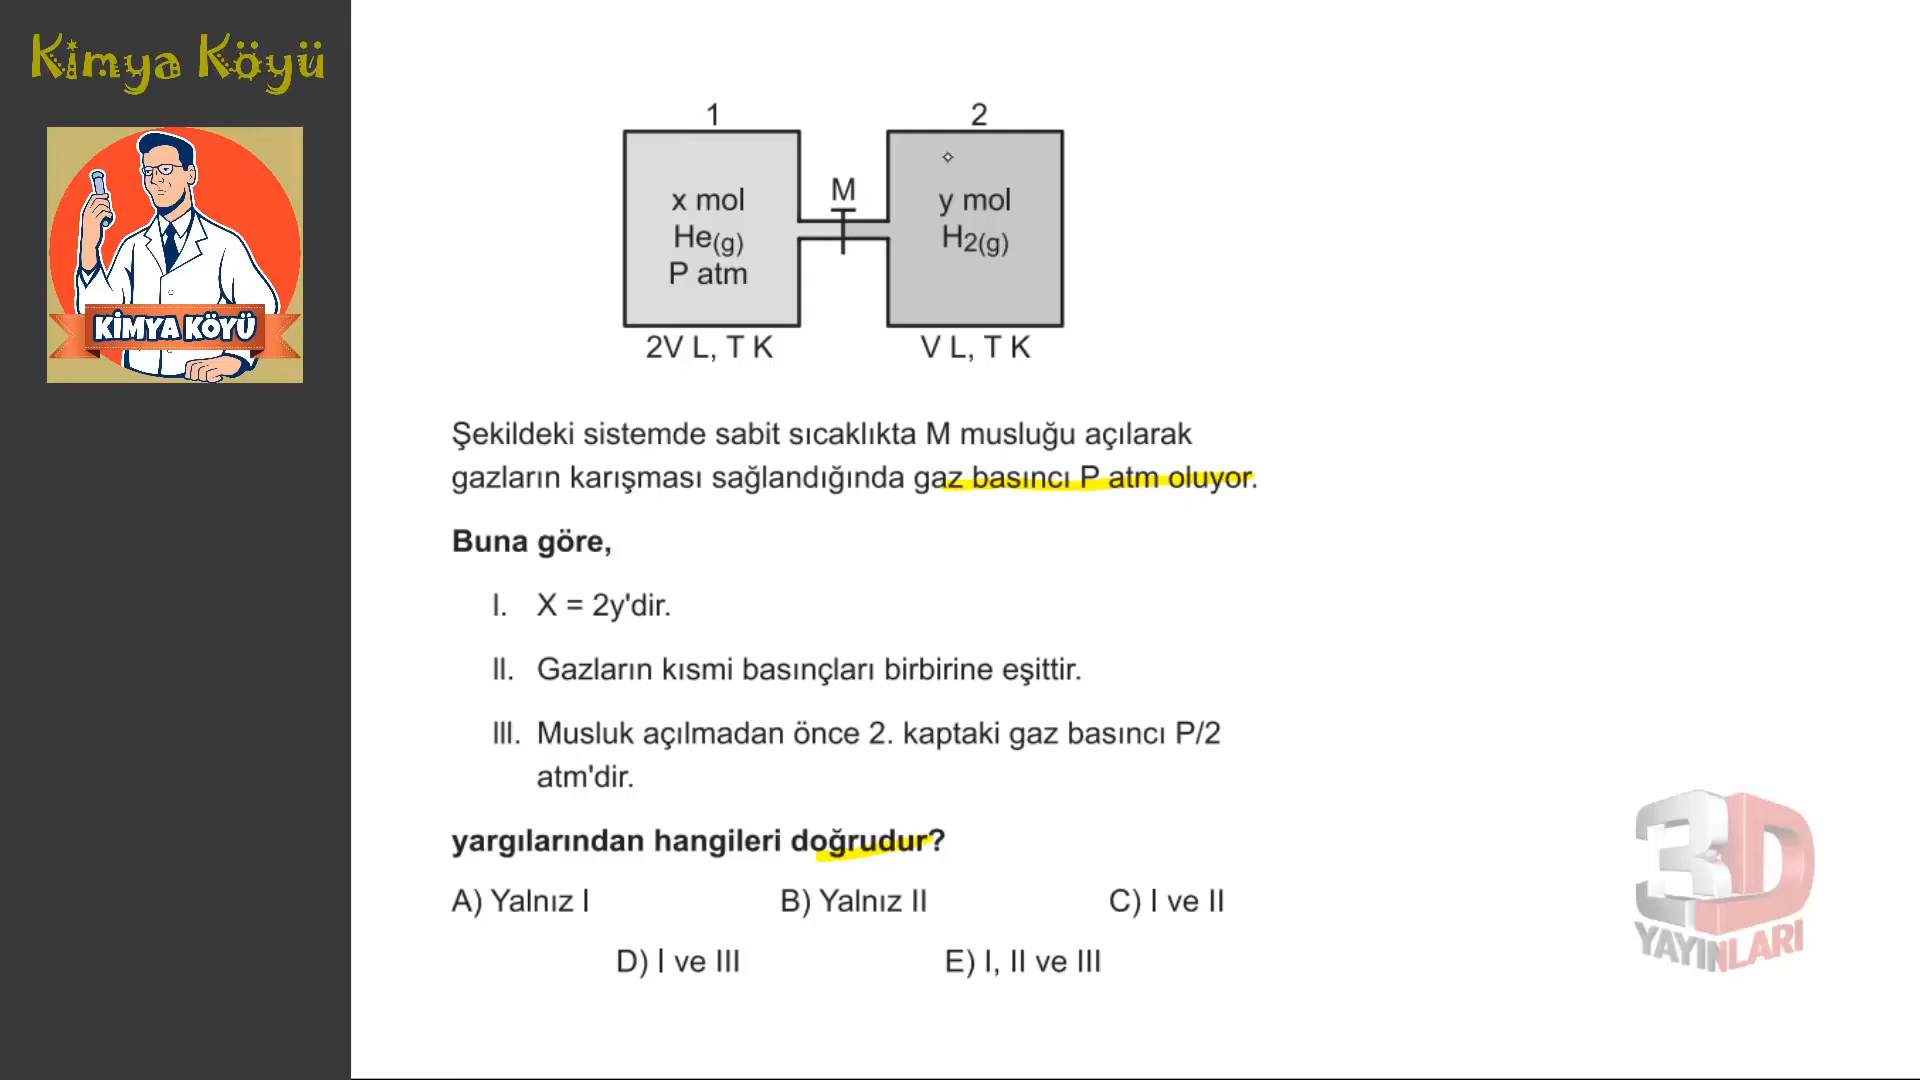 Kimya Köyü
KİMYA KÖYÜ
1
2
x mol
He(g)
P atm
M
y mol
H2(g)
2V L, T K
V L, T K
Şekildeki sistemde sabit sıcaklıkta M musluğu açılarak
gazların karışması sağlandığında gaz basıncı P atm oluyor.
Buna göre,
I. X = 2y'dir.
II. Gazların kısmi basınçları birbirine eşittir.
III. Musluk açılmadan önce 2. kaptaki gaz basıncı P/2
atm'dir.
yargılarından hangileri doğrudur?
A) Yalnız I B) Yalnız II C) I ve II
D) I ve III E) I, II ve III
3D
YAYINLARI